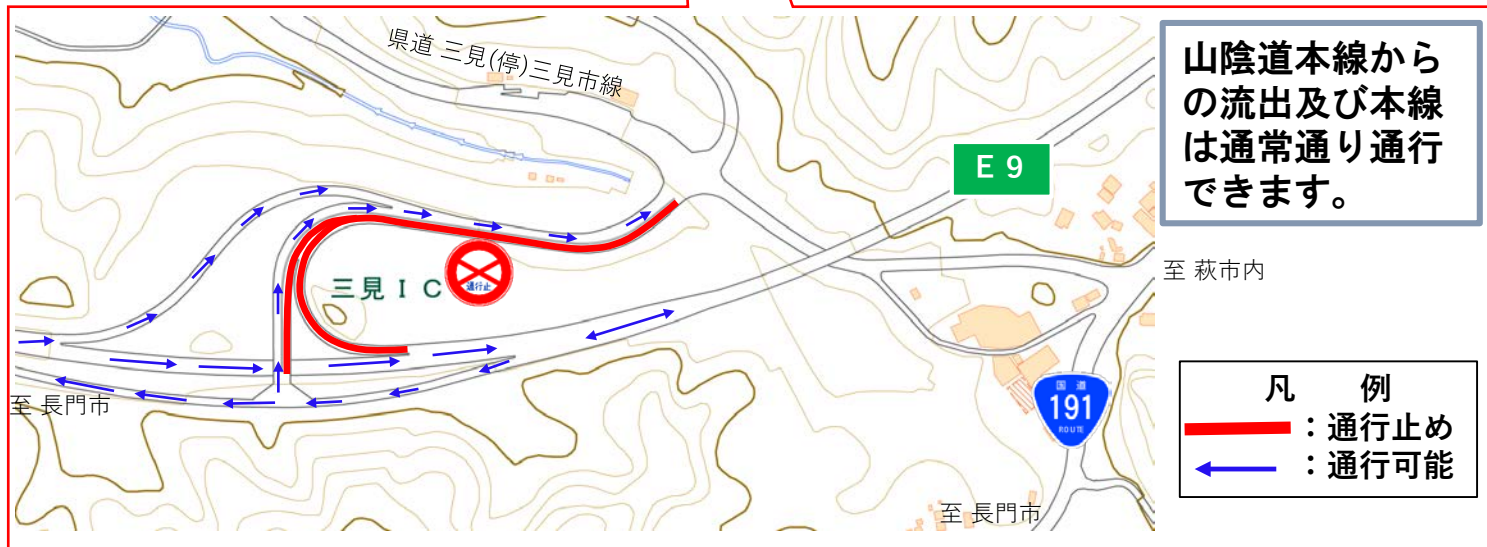 県道 三見(停)三見市線
山陰道本線から
の流出及び本線
は通常通り通行
できます。
E 9
至 萩市内
三見ＩＣ
通行止
凡　例
：通行止め
：通行可能
国道
191
ROUTE
至 長門市
至 長門市